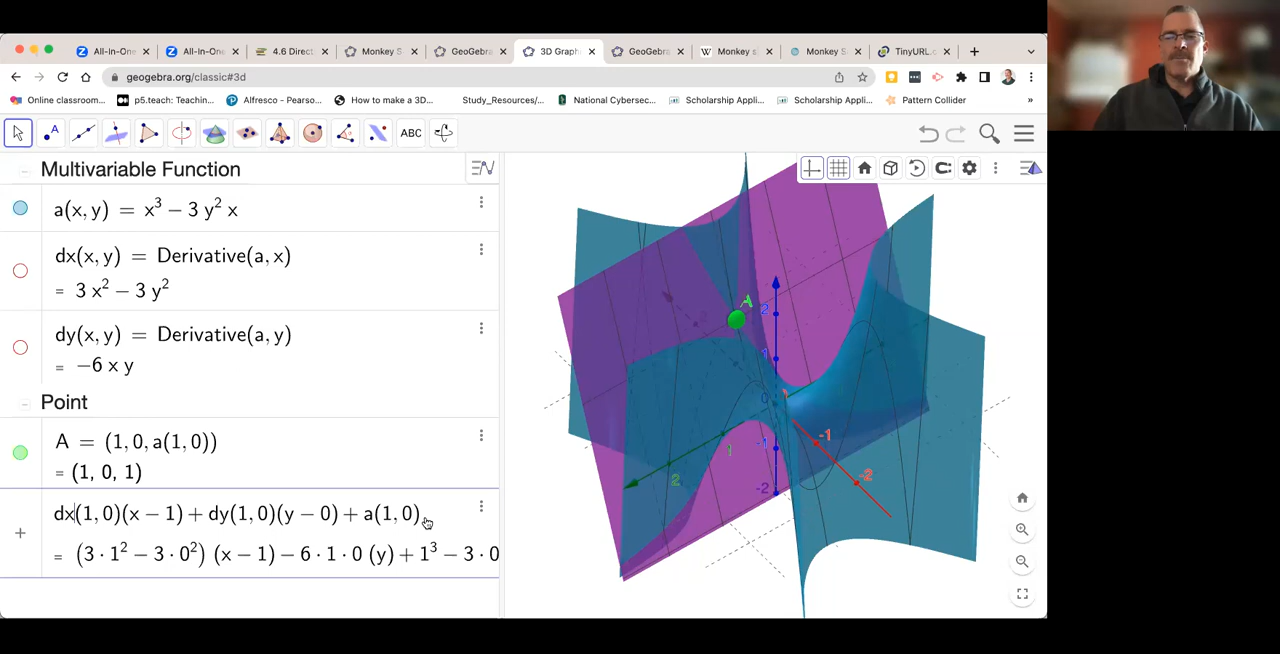 All-in-One
All-in-One
4.6 Direct
Monkey S
GeoGebra
3D Graph
GeoGebra
Monkey s
Monkey S
TinyURL.c
geogebra.org/classic#3d
Online classroom...
p5.teach: Teachin...
Alfresco - Pearso...
How to make a 3D...
Study_Resources/...
National Cybersec...
Scholarship Appli...
Scholarship Appli...
Pattern Collider
»
ABC
Multivariable Function
a(x, y) = x³ − 3 y² x
dx(x, y) = Derivative(a, x)
= 3 x² − 3 y²
dy(x, y) = Derivative(a, y)
= −6 x y
Point
A = (1, 0, a(1, 0))
= (1, 0, 1)
dx(1, 0)(x − 1) + dy(1, 0)(y − 0) + a(1, 0)
= (3 · 1² − 3 · 0²) (x − 1) − 6 · 1 · 0 (y) + 1³ − 3 · 0
A
2
1
0
-1
-2
1
2
-1
-2